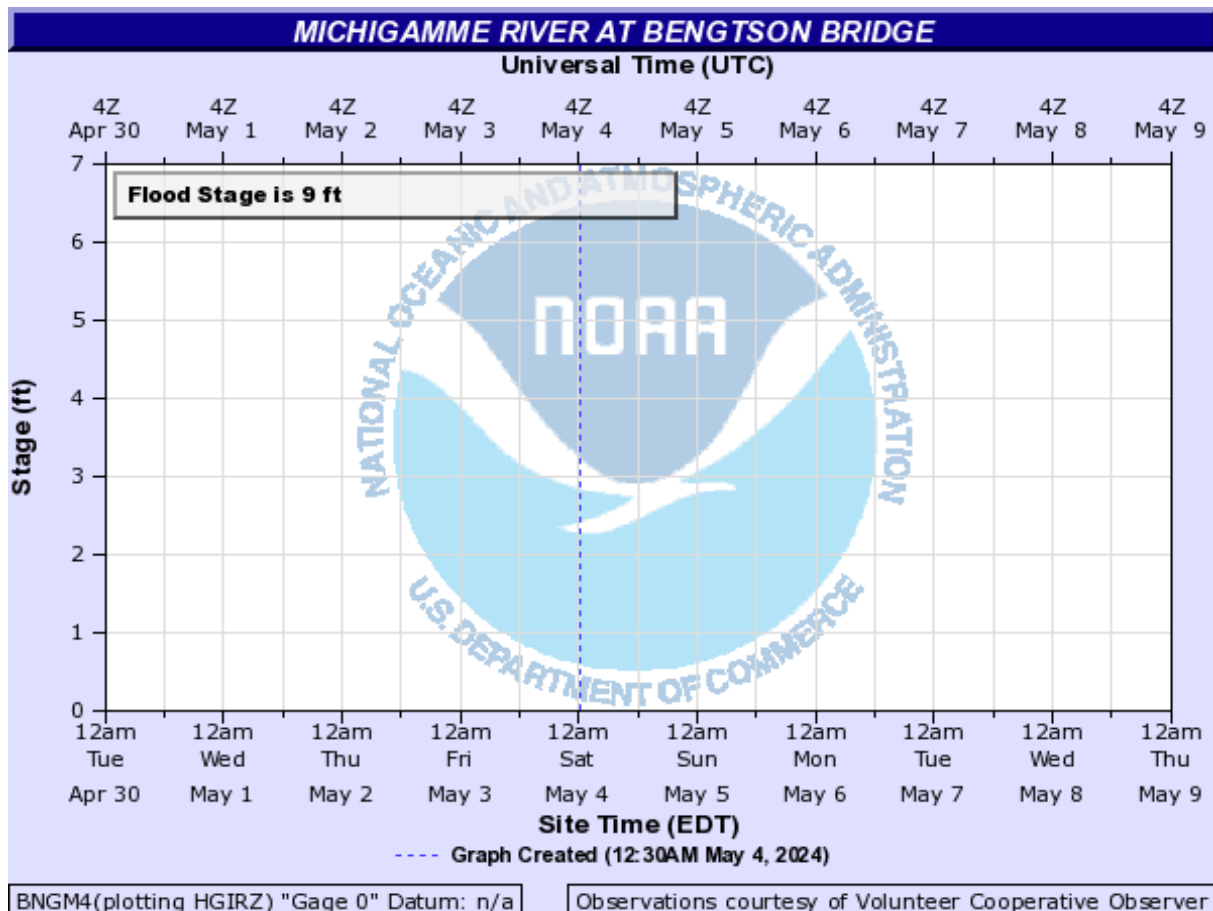 MICHIGAMME RIVER AT BENGTSON BRIDGE
Universal Time (UTC)
4Z 4Z 4Z 4Z 4Z 4Z 4Z 4Z 4Z 4Z
Apr 30 May 1 May 2 May 3 May 4 May 5 May 6 May 7 May 8 May 9
7
Flood Stage is 9 ft
6
5
4
3
2
1
0
Stage (ft)
NATIONAL OCEANIC AND ATMOSPHERIC ADMINISTRATION
NOAA
U.S. DEPARTMENT OF COMMERCE
12am 12am 12am 12am 12am 12am 12am 12am 12am 12am
Tue Wed Thu Fri Sat Sun Mon Tue Wed Thu
Apr 30 May 1 May 2 May 3 May 4 May 5 May 6 May 7 May 8 May 9
Site Time (EDT)
Graph Created (12:30AM May 4, 2024)
BNGM4(plotting HGIRZ) "Gage 0" Datum: n/a
Observations courtesy of Volunteer Cooperative Observer